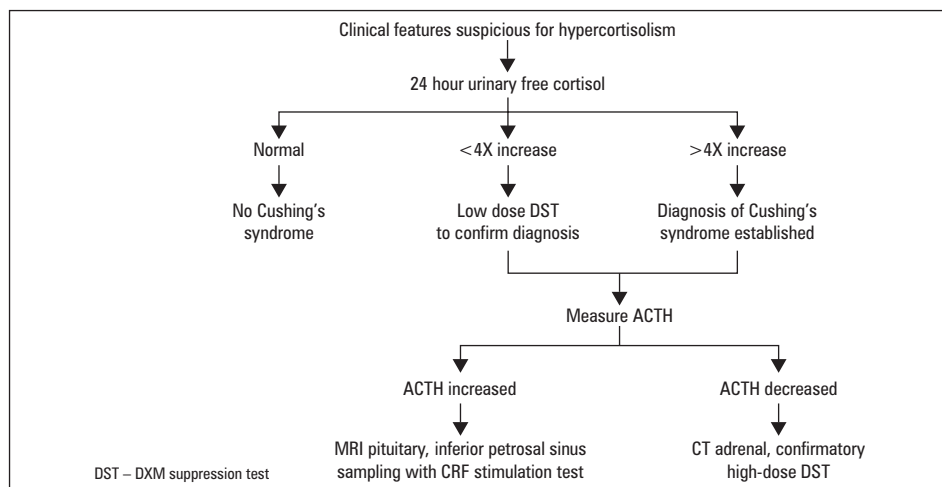 Clinical features suspicious for hypercortisolism
24 hour urinary free cortisol
Normal
<4X increase
>4X increase
No Cushing's
syndrome
Low dose DST
to confirm diagnosis
Diagnosis of Cushing's
syndrome established
Measure ACTH
ACTH increased
ACTH decreased
MRI pituitary, inferior petrosal sinus
sampling with CRF stimulation test
CT adrenal, confirmatory
high-dose DST
DST – DXM suppression test